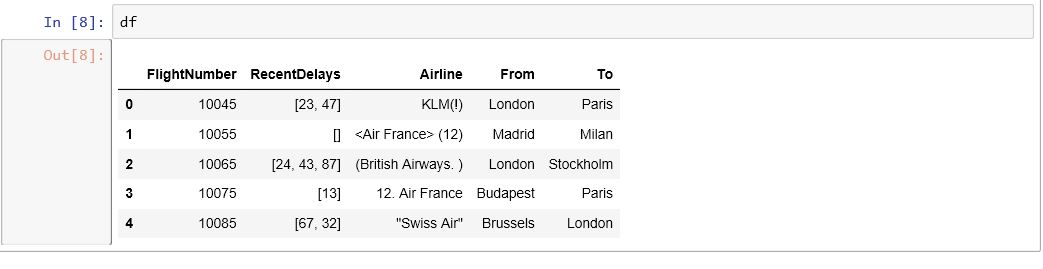 In [8]: df
Out[8]:
FlightNumber RecentDelays Airline From To
0 10045 [23, 47] KLM(!) London Paris
1 10055 [] <Air France> (12) Madrid Milan
2 10065 [24, 43, 87] (British Airways. ) London Stockholm
3 10075 [13] 12. Air France Budapest Paris
4 10085 [67, 32] "Swiss Air" Brussels London